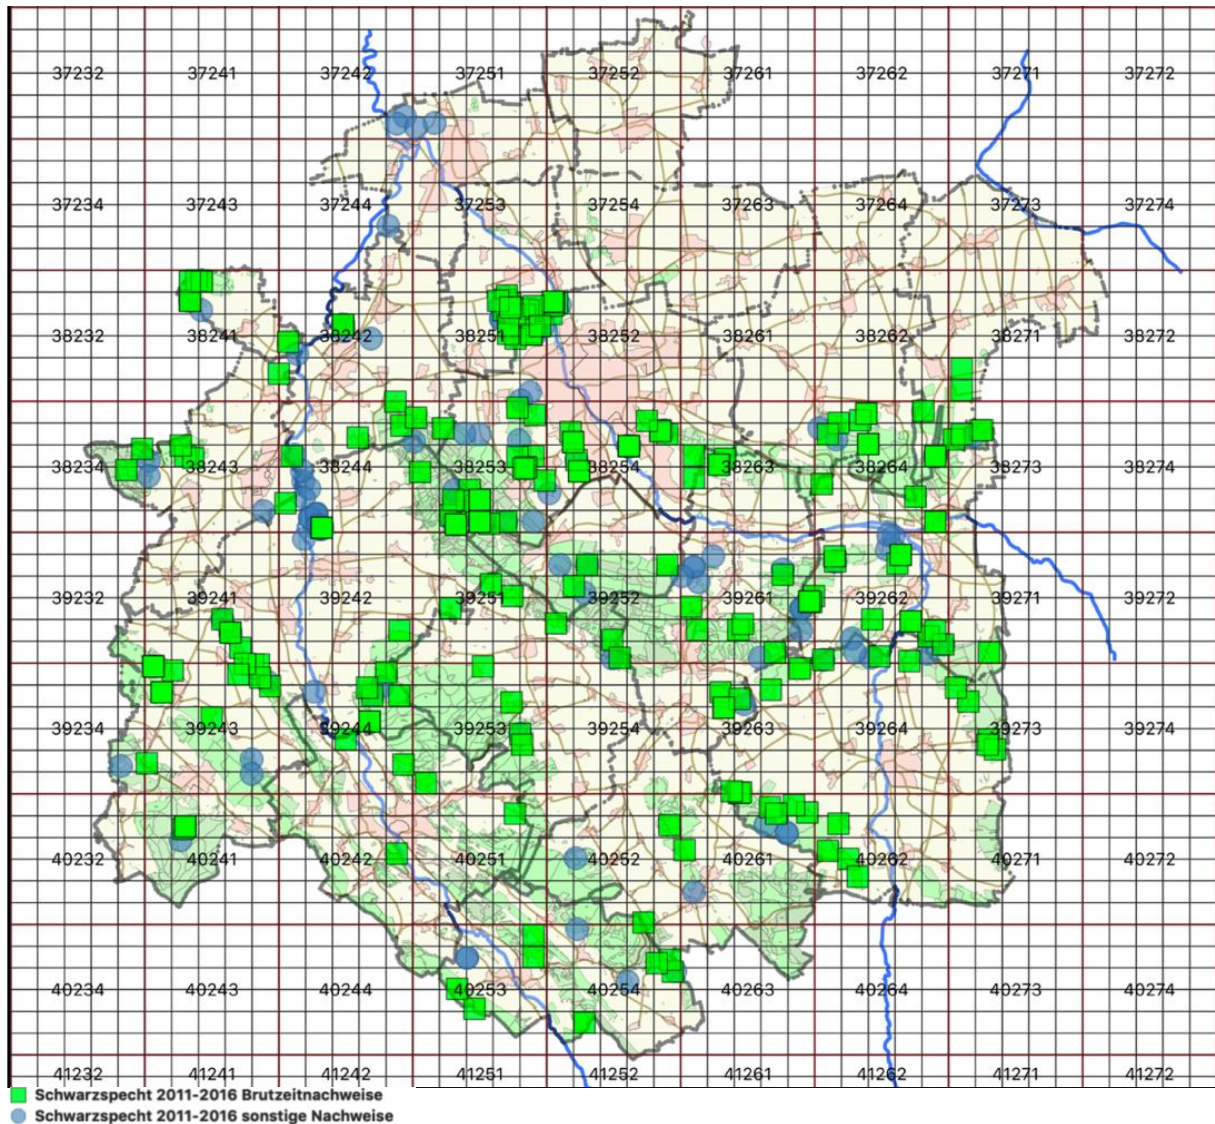 37232 37241 37242 37251 37252 37261 37262 37271 37272
37234 37243 37244 37253 37254 37263 37264 37273 37274
38232 38241 38242 38251 38252 38261 38262 38271 38272
38234 38243 38244 38253 38254 38263 38264 38273 38274
39232 39241 39242 39251 39252 39261 39262 39271 39272
39234 39243 39244 39253 39254 39263 39264 39273 39274
40232 40241 40242 40251 40252 40261 40262 40271 40272
40234 40243 40244 40253 40254 40263 40264 40273 40274
41232 41241 41242 41251 41252 41261 41262 41271 41272
Schwarzspecht 2011-2016 Brutzeitnachweise
Schwarzspecht 2011-2016 sonstige Nachweise